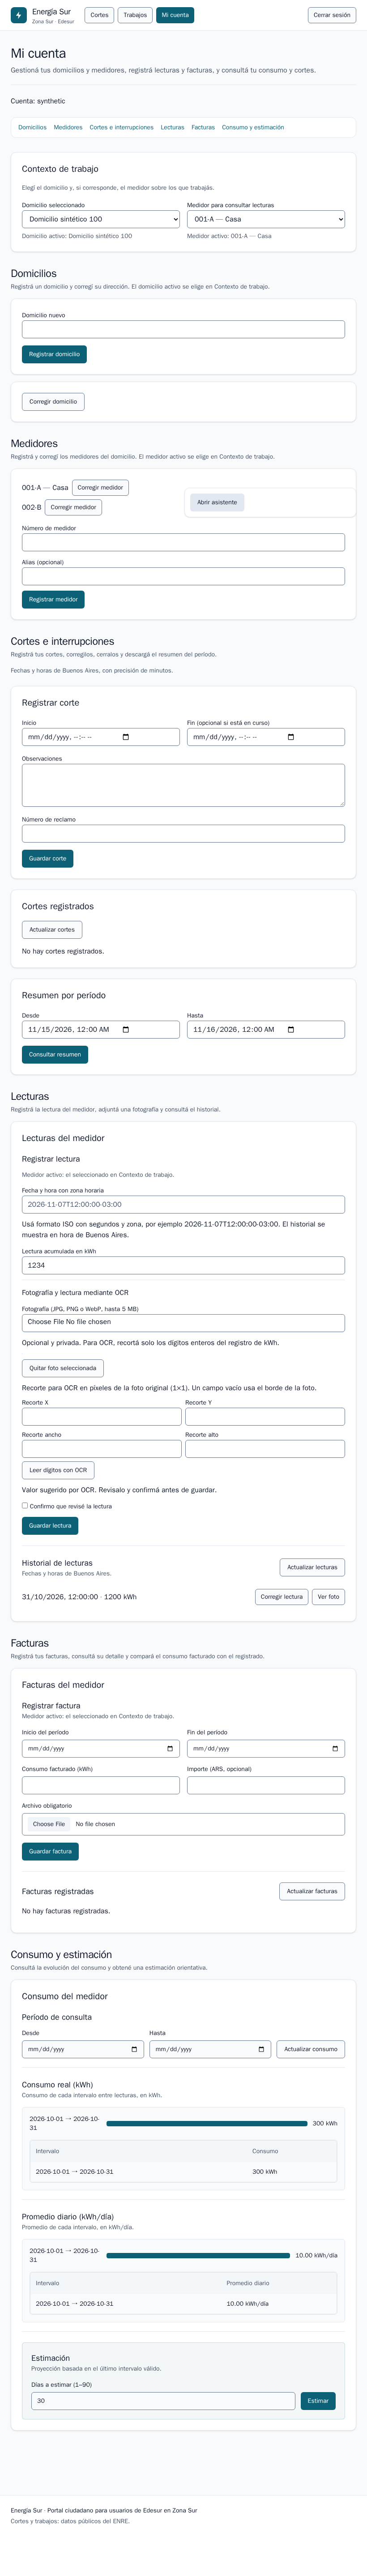 Energía Sur
Zona Sur · Edesur
Cortes
Trabajos
Mi cuenta
Cerrar sesión
Mi cuenta
Gestioná tus domicilios y medidores, registrá lecturas y facturas, y consultá tu consumo y cortes.
Cuenta: synthetic
Domicilios
Medidores
Cortes e interrupciones
Lecturas
Facturas
Consumo y estimación
Contexto de trabajo
Elegí el domicilio y, si corresponde, el medidor sobre los que trabajás.
Domicilio seleccionado
Medidor para consultar lecturas
Domicilio sintético 100
001-A — Casa
Domicilio activo: Domicilio sintético 100
Medidor activo: 001-A — Casa
Domicilios
Registrá un domicilio y corregí su dirección. El domicilio activo se elige en Contexto de trabajo.
Domicilio nuevo
Registrar domicilio
Corregir domicilio
Medidores
Registrá y corregí los medidores del domicilio. El medidor activo se elige en Contexto de trabajo.
001-A — Casa
Corregir medidor
002-B
Corregir medidor
Abrir asistente
Número de medidor
Alias (opcional)
Registrar medidor
Cortes e interrupciones
Registrá tus cortes, corregilos, cerralos y descargá el resumen del período.
Fechas y horas de Buenos Aires, con precisión de minutos.
Registrar corte
Inicio
Fin (opcional si está en curso)
mm/dd/yyyy, --:-- --
mm/dd/yyyy, --:-- --
Observaciones
Número de reclamo
Guardar corte
Cortes registrados
Actualizar cortes
No hay cortes registrados.
Resumen por período
Desde
Hasta
11/15/2026, 12:00 AM
11/16/2026, 12:00 AM
Consultar resumen
Lecturas
Registrá la lectura del medidor, adjuntá una fotografía y consultá el historial.
Lecturas del medidor
Registrar lectura
Medidor activo: el seleccionado en Contexto de trabajo.
Fecha y hora con zona horaria
2026-11-07T12:00:00-03:00
Usá formato ISO con segundos y zona, por ejemplo 2026-11-07T12:00:00-03:00. El historial se
muestra en hora de Buenos Aires.
Lectura acumulada en kWh
1234
Fotografía y lectura mediante OCR
Fotografía (JPG, PNG o WebP, hasta 5 MB)
Choose File No file chosen
Opcional y privada. Para OCR, recortá solo los dígitos enteros del registro de kWh.
Quitar foto seleccionada
Recorte para OCR en píxeles de la foto original (1×1). Un campo vacío usa el borde de la foto.
Recorte X
Recorte Y
Recorte ancho
Recorte alto
Leer dígitos con OCR
Valor sugerido por OCR. Revisalo y confirmá antes de guardar.
Confirmo que revisé la lectura
Guardar lectura
Historial de lecturas
Fechas y horas de Buenos Aires.
Actualizar lecturas
31/10/2026, 12:00:00 · 1200 kWh
Corregir lectura
Ver foto
Facturas
Registrá tus facturas, consultá su detalle y compará el consumo facturado con el registrado.
Facturas del medidor
Registrar factura
Medidor activo: el seleccionado en Contexto de trabajo.
Inicio del período
Fin del período
mm/dd/yyyy
mm/dd/yyyy
Consumo facturado (kWh)
Importe (ARS, opcional)
Archivo obligatorio
Choose File No file chosen
Guardar factura
Facturas registradas
Actualizar facturas
No hay facturas registradas.
Consumo y estimación
Consultá la evolución del consumo y obtené una estimación orientativa.
Consumo del medidor
Período de consulta
Desde
Hasta
mm/dd/yyyy
mm/dd/yyyy
Actualizar consumo
Consumo real (kWh)
Consumo de cada intervalo entre lecturas, en kWh.
2026-10-01 → 2026-10-
31
300 kWh
Intervalo
Consumo
2026-10-01 → 2026-10-31
300 kWh
Promedio diario (kWh/día)
Promedio de cada intervalo, en kWh/día.
2026-10-01 → 2026-10-
31
10.00 kWh/día
Intervalo
Promedio diario
2026-10-01 → 2026-10-31
10.00 kWh/día
Estimación
Proyección basada en el último intervalo válido.
Días a estimar (1–90)
30
Estimar
Energía Sur · Portal ciudadano para usuarios de Edesur en Zona Sur
Cortes y trabajos: datos públicos del ENRE.